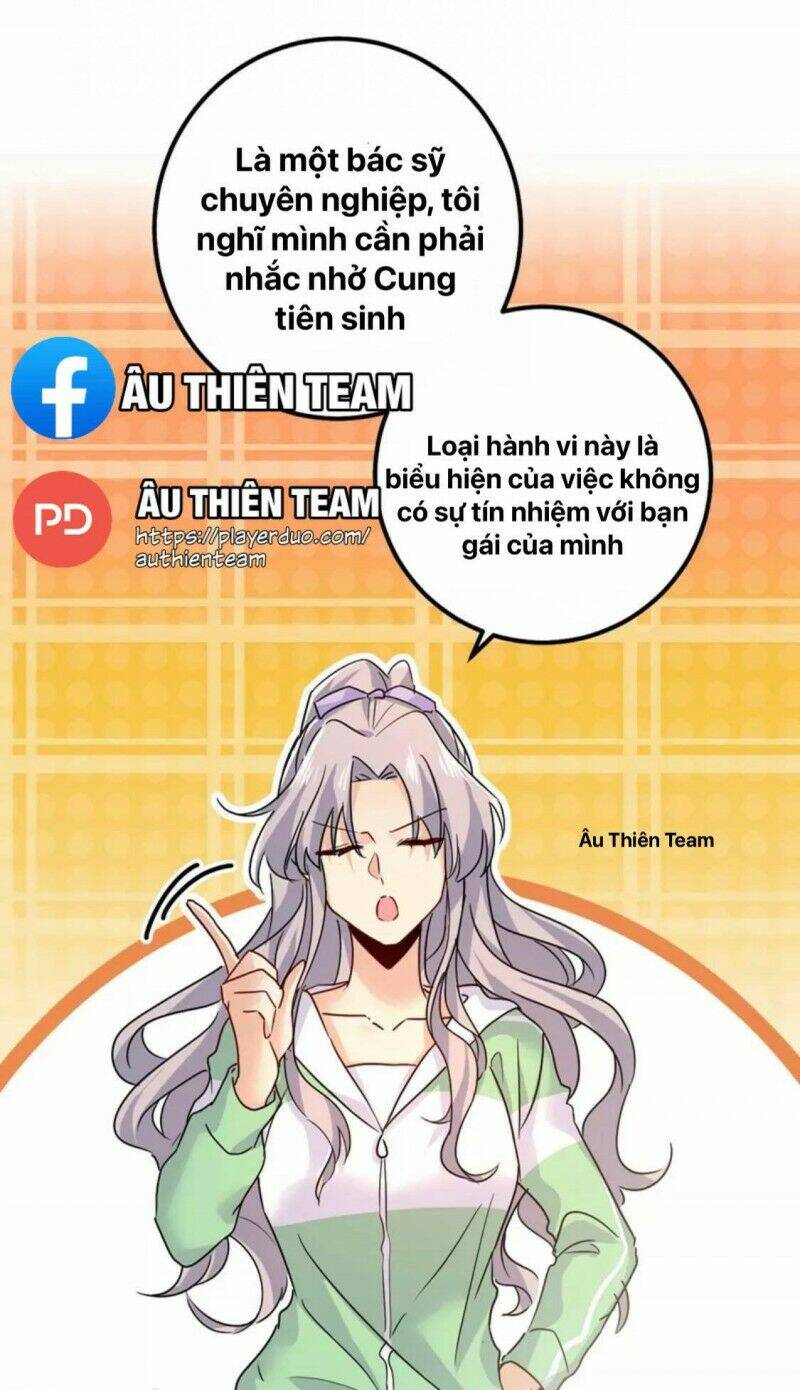 Là một bác sỹ
chuyên nghiệp, tôi
nghĩ mình cần phải
nhắc nhở Cung
tiên sinh
ÂU THIÊN TEAM
Loại hành vi này là
biểu hiện của việc không
có sự tín nhiệm với bạn
gái của mình
PD
ÂU THIÊN TEAM
https://playerduo.com/
authienteam
Âu Thiên Team